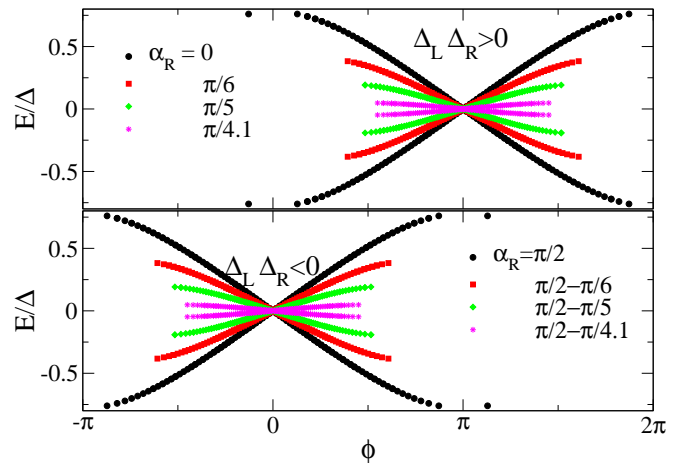 Δ_L Δ_R>0
α_R = 0
π/6
π/5
π/4.1
E/Δ
0.5
0
-0.5
Δ_L Δ_R<0
α_R=π/2
π/2−π/6
π/2−π/5
π/2−π/4.1
E/Δ
0.5
0
-0.5
-π
0
π
2π
ϕ